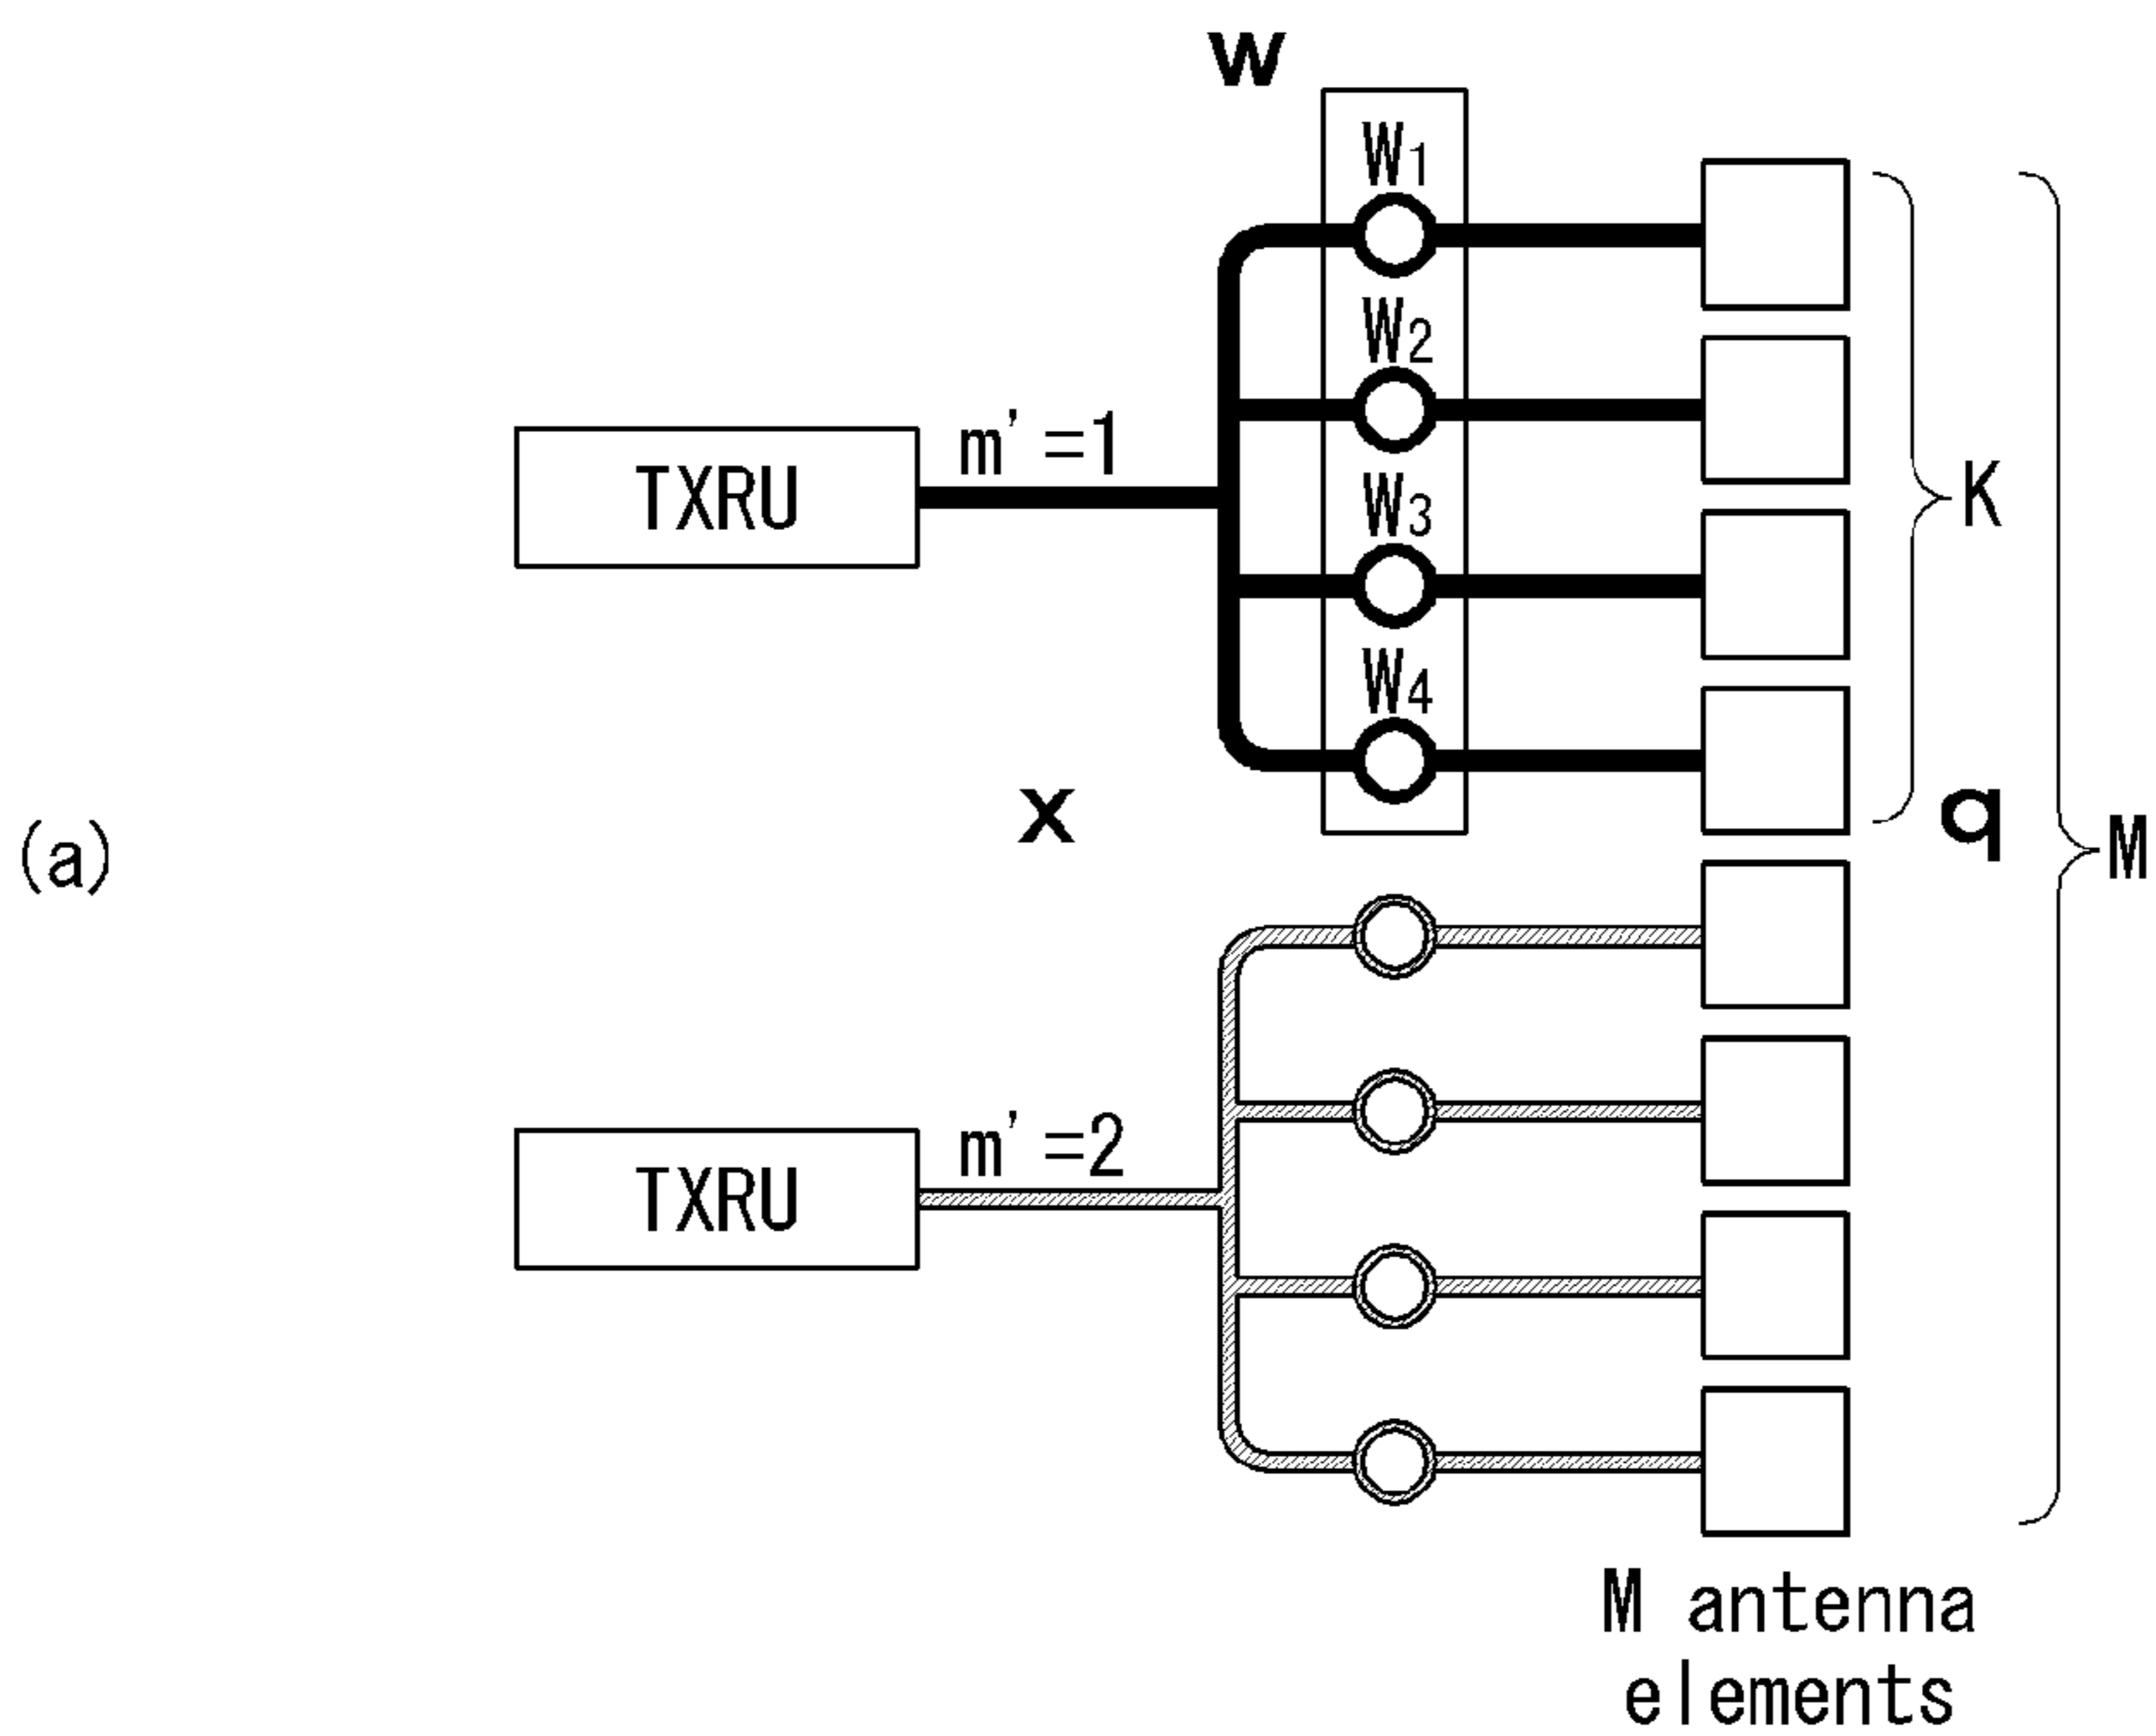 w
W1
W2
m'=1
TXRU
K
W3
W4
x
q
(a)
M
m'=2
TXRU
M antenna
elements